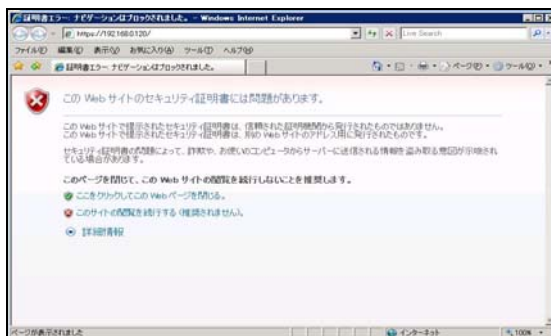 証明書エラー: ナビゲーションはブロックされました。 - Windows Internet Explorer
https://192.168.0.120/
Live Search
ファイル(F) 編集(E) 表示(V) お気に入り(A) ツール(T) ヘルプ(H)
証明書エラー: ナビゲーションはブロックされました。
ページ(P) ツール(O)
この Web サイトのセキュリティ証明書には問題があります。
この Web サイトで提示されたセキュリティ証明書は、信頼された証明機関から発行されたものではありません。
この Web サイトで提示されたセキュリティ証明書は、別の Web サイトのアドレス用に発行されたものです。
セキュリティ証明書の問題によって、詐欺や、お使いのコンピュータからサーバーに送信される情報を盗み取る意図が示唆され
ている場合があります。
このページを閉じて、この Web サイトの閲覧を続行しないことを推奨します。
ここをクリックしてこの Web ページを閉じる。
このサイトの閲覧を続行する (推奨されません)。
詳細情報
ページが表示されました
インターネット
100%